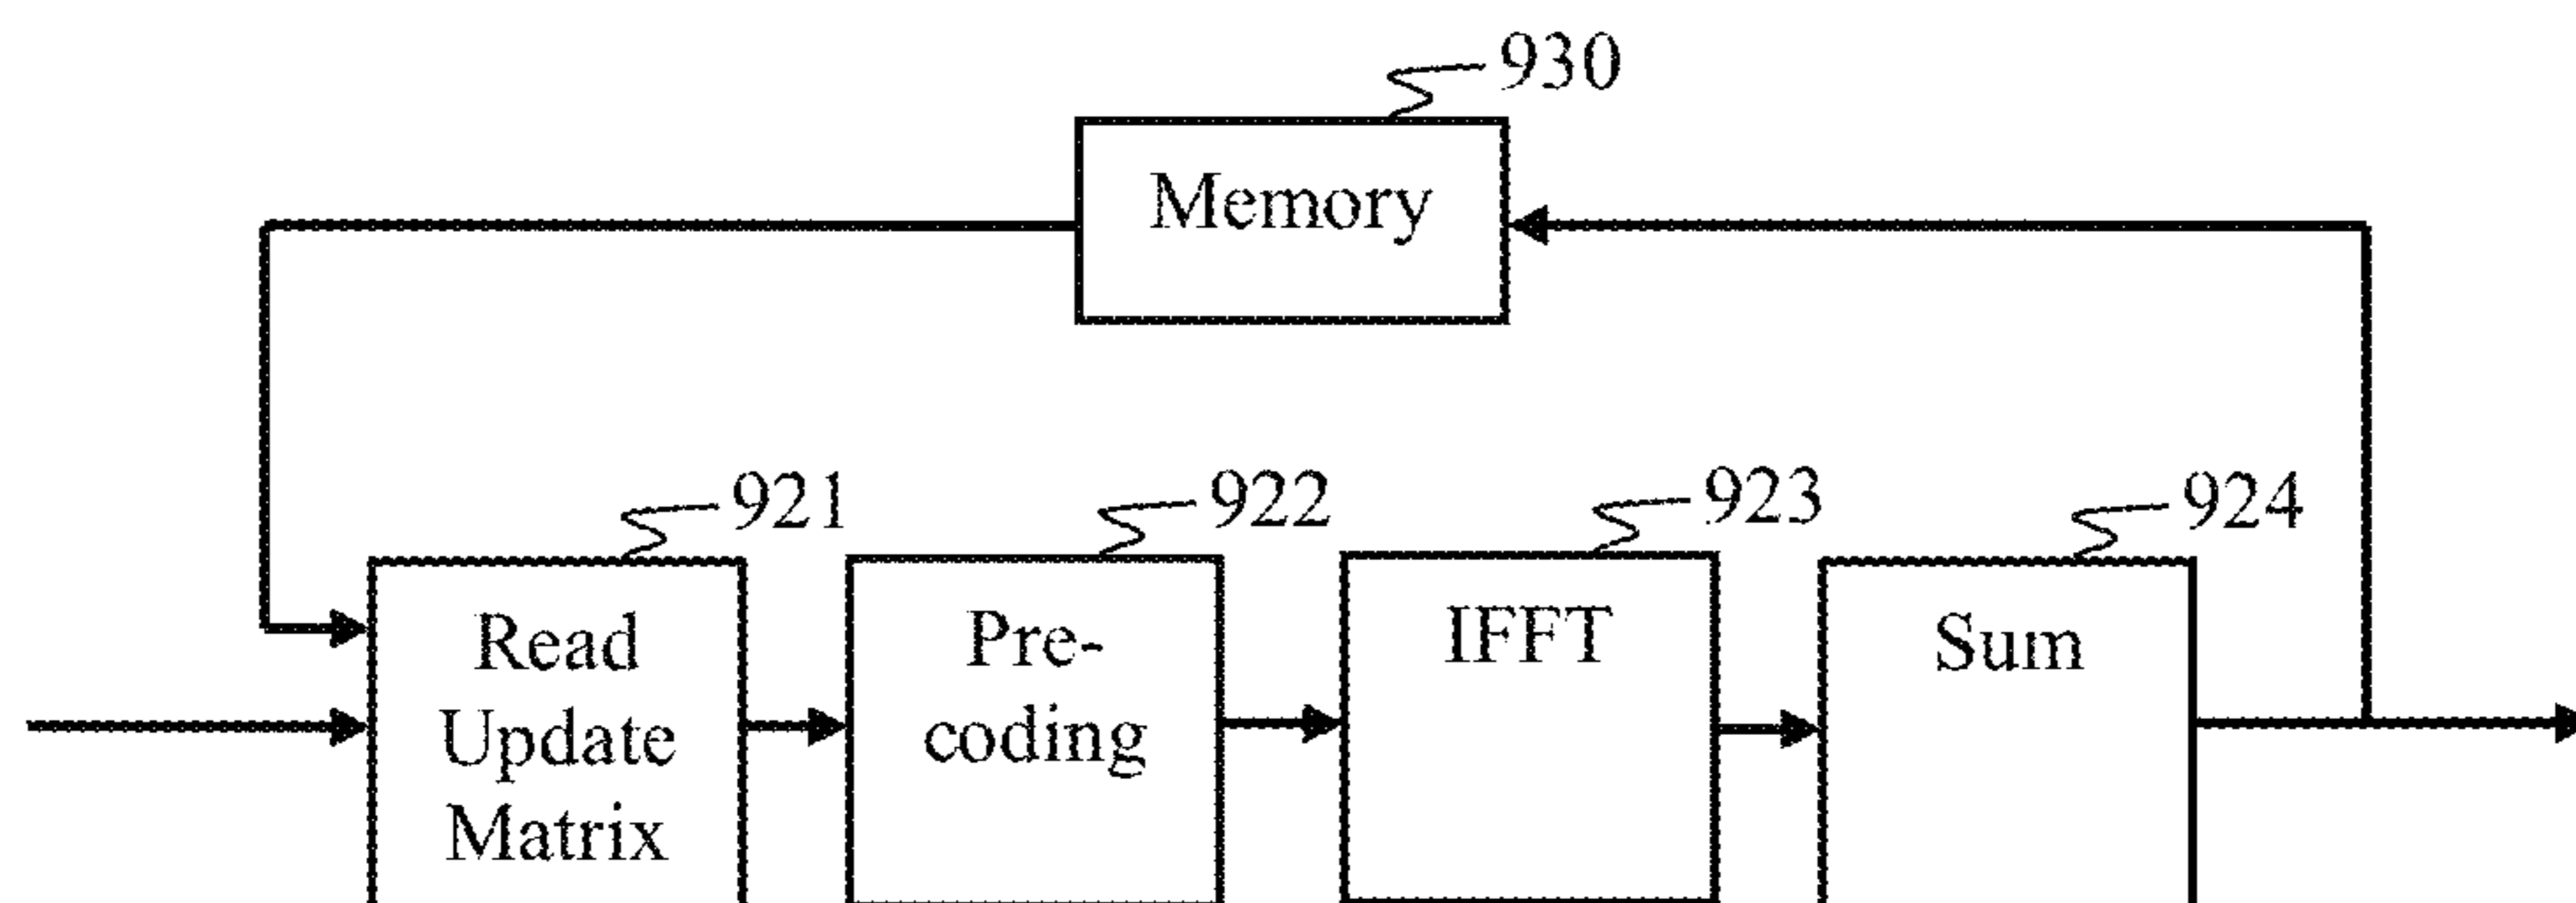 930
Memory
921
922
923
924
Read
Update
Matrix
Pre-
coding
IFFT
Sum